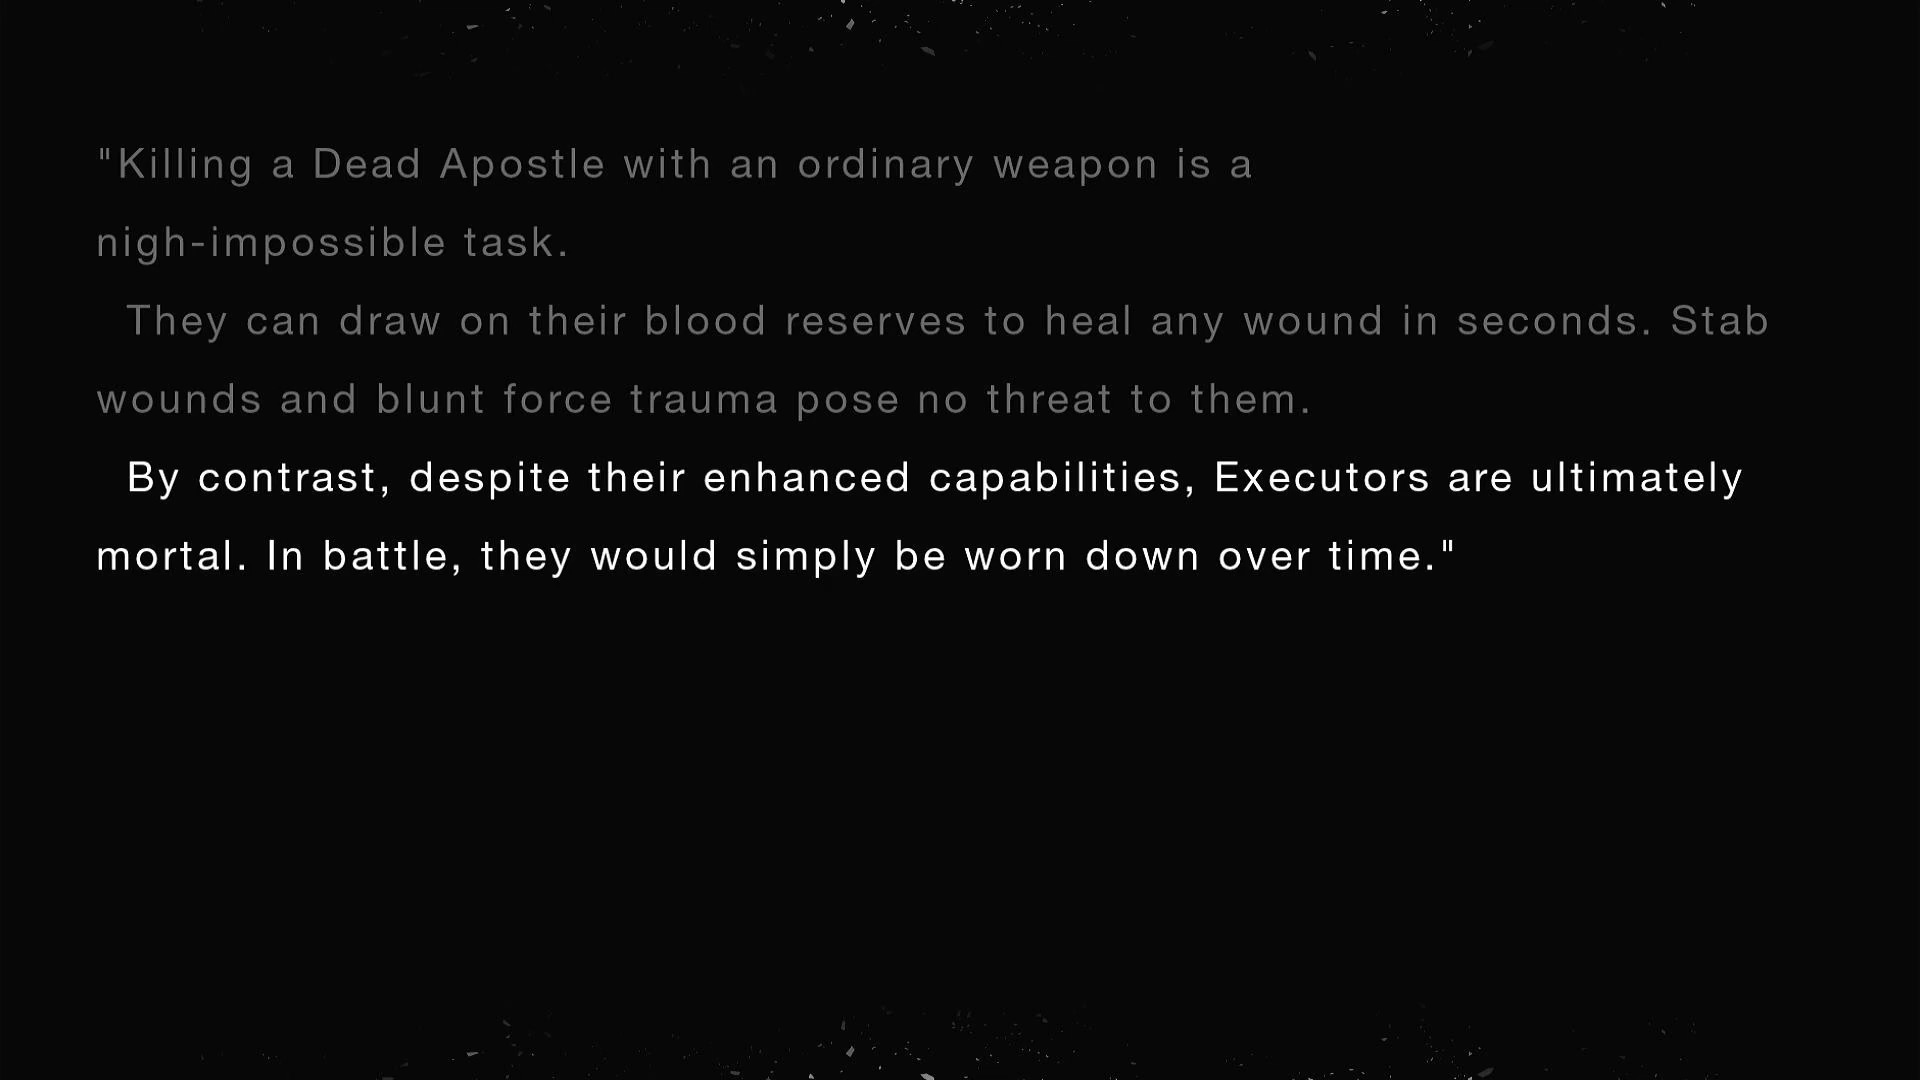 "Killing a Dead Apostle with an ordinary weapon is a
nigh-impossible task.
They can draw on their blood reserves to heal any wound in seconds. Stab
wounds and blunt force trauma pose no threat to them.
By contrast, despite their enhanced capabilities, Executors are ultimately
mortal. In battle, they would simply be worn down over time."